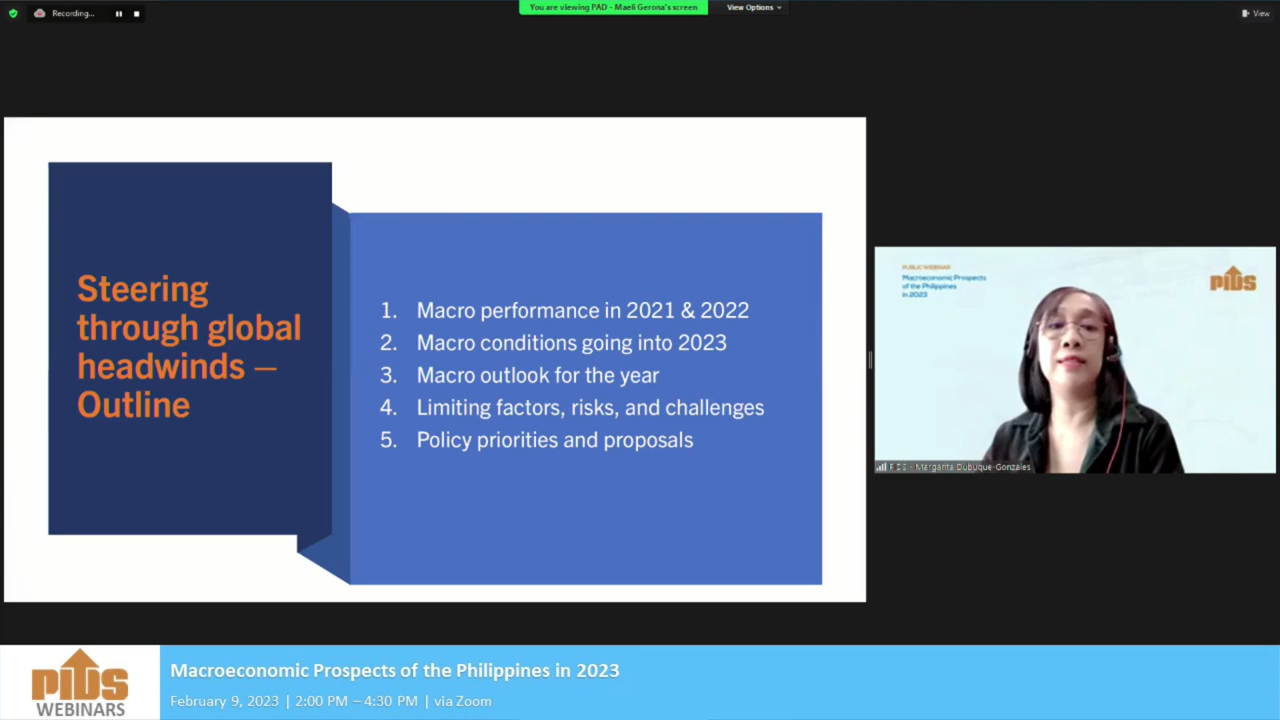 Recording...
You are viewing PAD - Maeli Gerona's screen
View Options
View
Steering
through global
headwinds –
Outline
1. Macro performance in 2021 & 2022
2. Macro conditions going into 2023
3. Macro outlook for the year
4. Limiting factors, risks, and challenges
5. Policy priorities and proposals
PUBLIC WEBINAR
Macroeconomic Prospects
of the Philippines
in 2023
PIDS
PIDS - Margarita Dubuque-Gonzales
PIDS
WEBINARS
Macroeconomic Prospects of the Philippines in 2023
February 9, 2023 | 2:00 PM – 4:30 PM | via Zoom